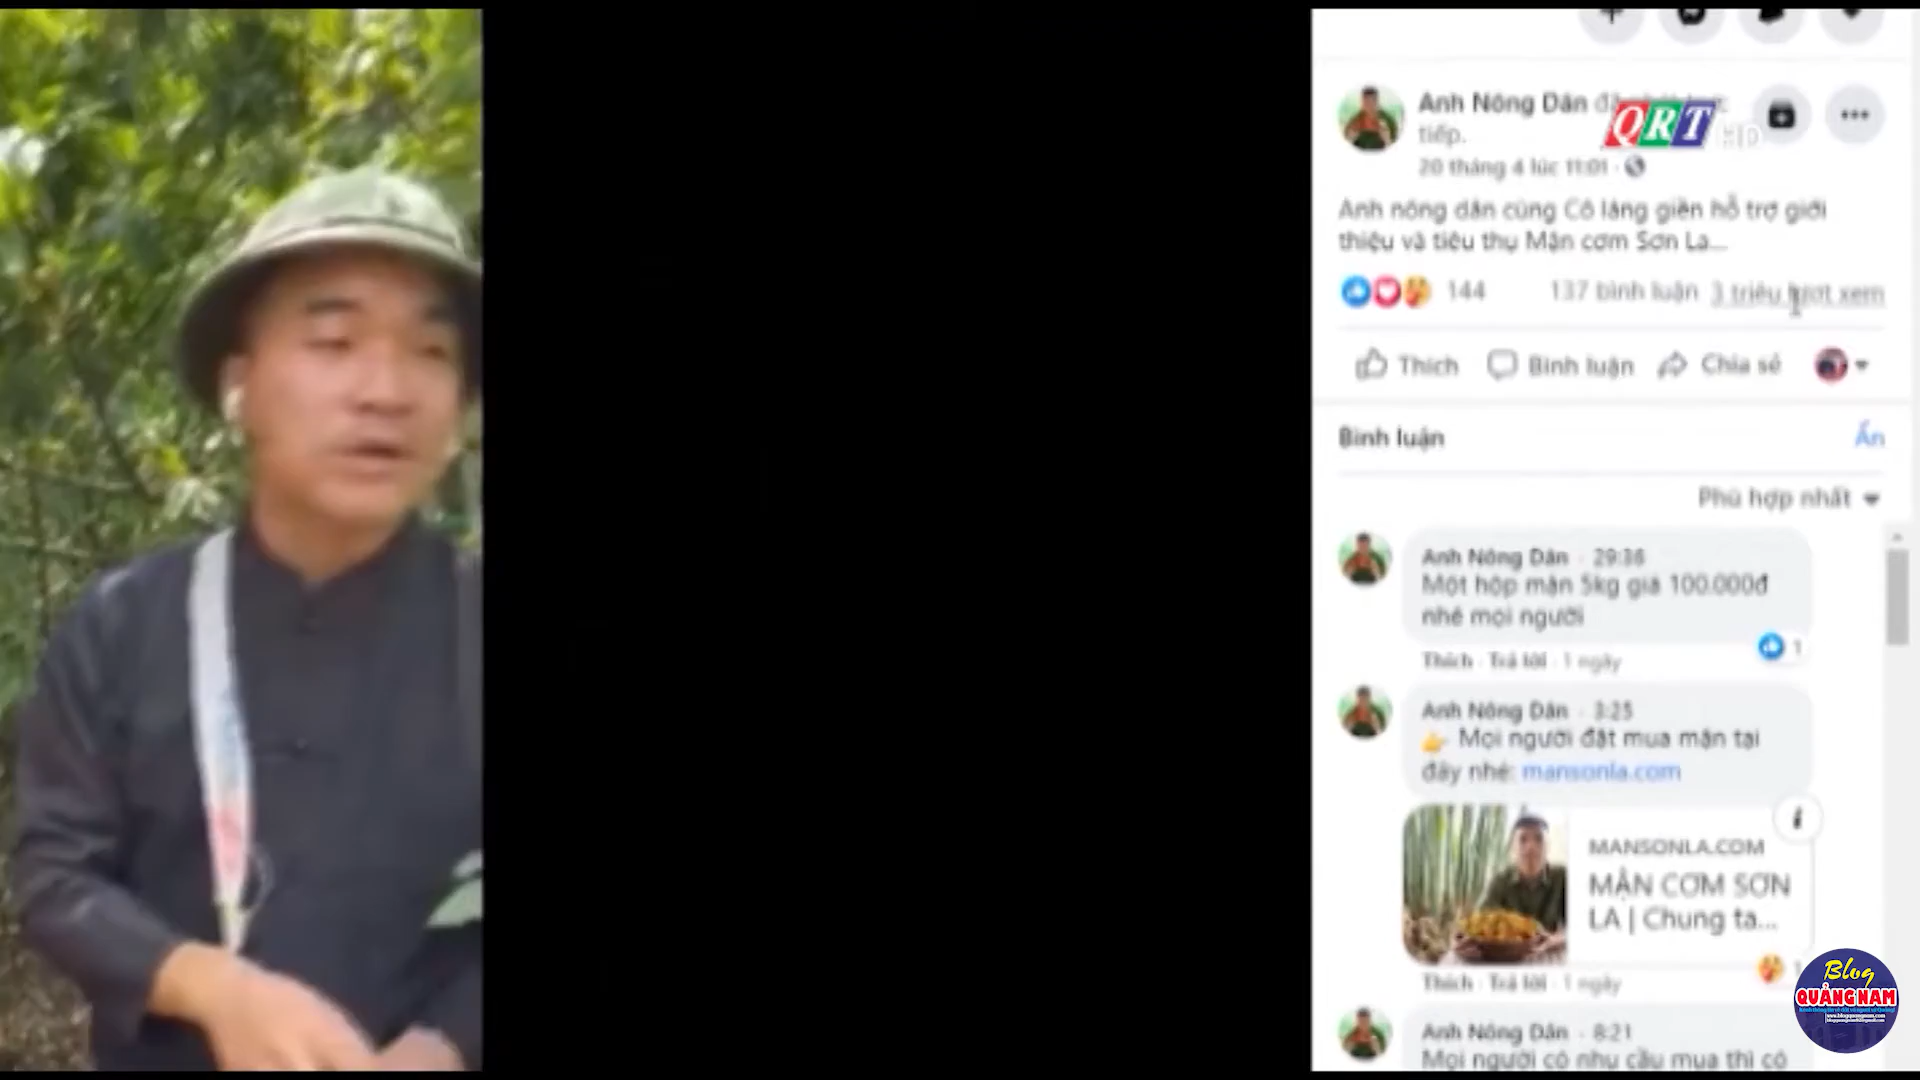 Anh Nông Dân
tiếp.
QRT HD
20 tháng 4 lúc 11:01
Anh nông dân cùng Cô láng giềng hỗ trợ giới
thiệu và tiêu thụ Mận cơm Sơn La...
144 137 bình luận 3 triệu lượt xem
Thích Bình luận Chia sẻ
Bình luận Ẩn
Phù hợp nhất
Anh Nông Dân · 29:36
Một hộp mận 5kg giá 100.000đ
nhé mọi người
1
Thích · Trả lời · 1 ngày
Anh Nông Dân · 3:25
👉 Mọi người đặt mua mận tại
đây nhé: mansonla.com
MANSONLA.COM
MẬN CƠM SƠN
LA | Chung ta...
1
Thích · Trả lời · 1 ngày
Anh Nông Dân · 8:21
Mọi người có nhu cầu mua thì có
Blog
QUẢNG NAM